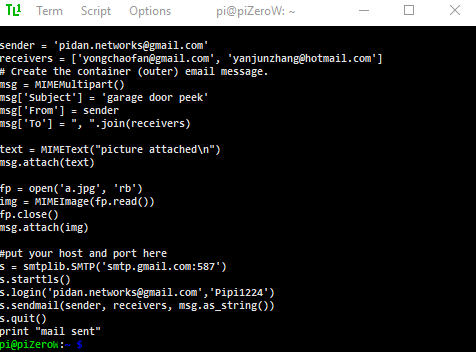 TL1 Menu Script Options pi@piZeroW: ~
sender = 'pidan.networks@gmail.com'
receivers = ['yongchaofan@gmail.com', 'yanjunzhang@hotmail.com']
# Create the container (outer) email message.
msg = MIMEMultipart()
msg['Subject'] = 'garage door peek'
msg['From'] = sender
msg['To'] = ", ".join(receivers)
text = MIMEText("picture attached\n")
msg.attach(text)
fp = open('a.jpg', 'rb')
img = MIMEImage(fp.read())
fp.close()
msg.attach(img)
#put your host and port here
s = smtplib.SMTP('smtp.gmail.com:587')
s.starttls()
s.login('pidan.networks@gmail.com','Pipi1224')
s.sendmail(sender, receivers, msg.as_string())
s.quit()
print "mail sent"
pi@piZeroW:~ $